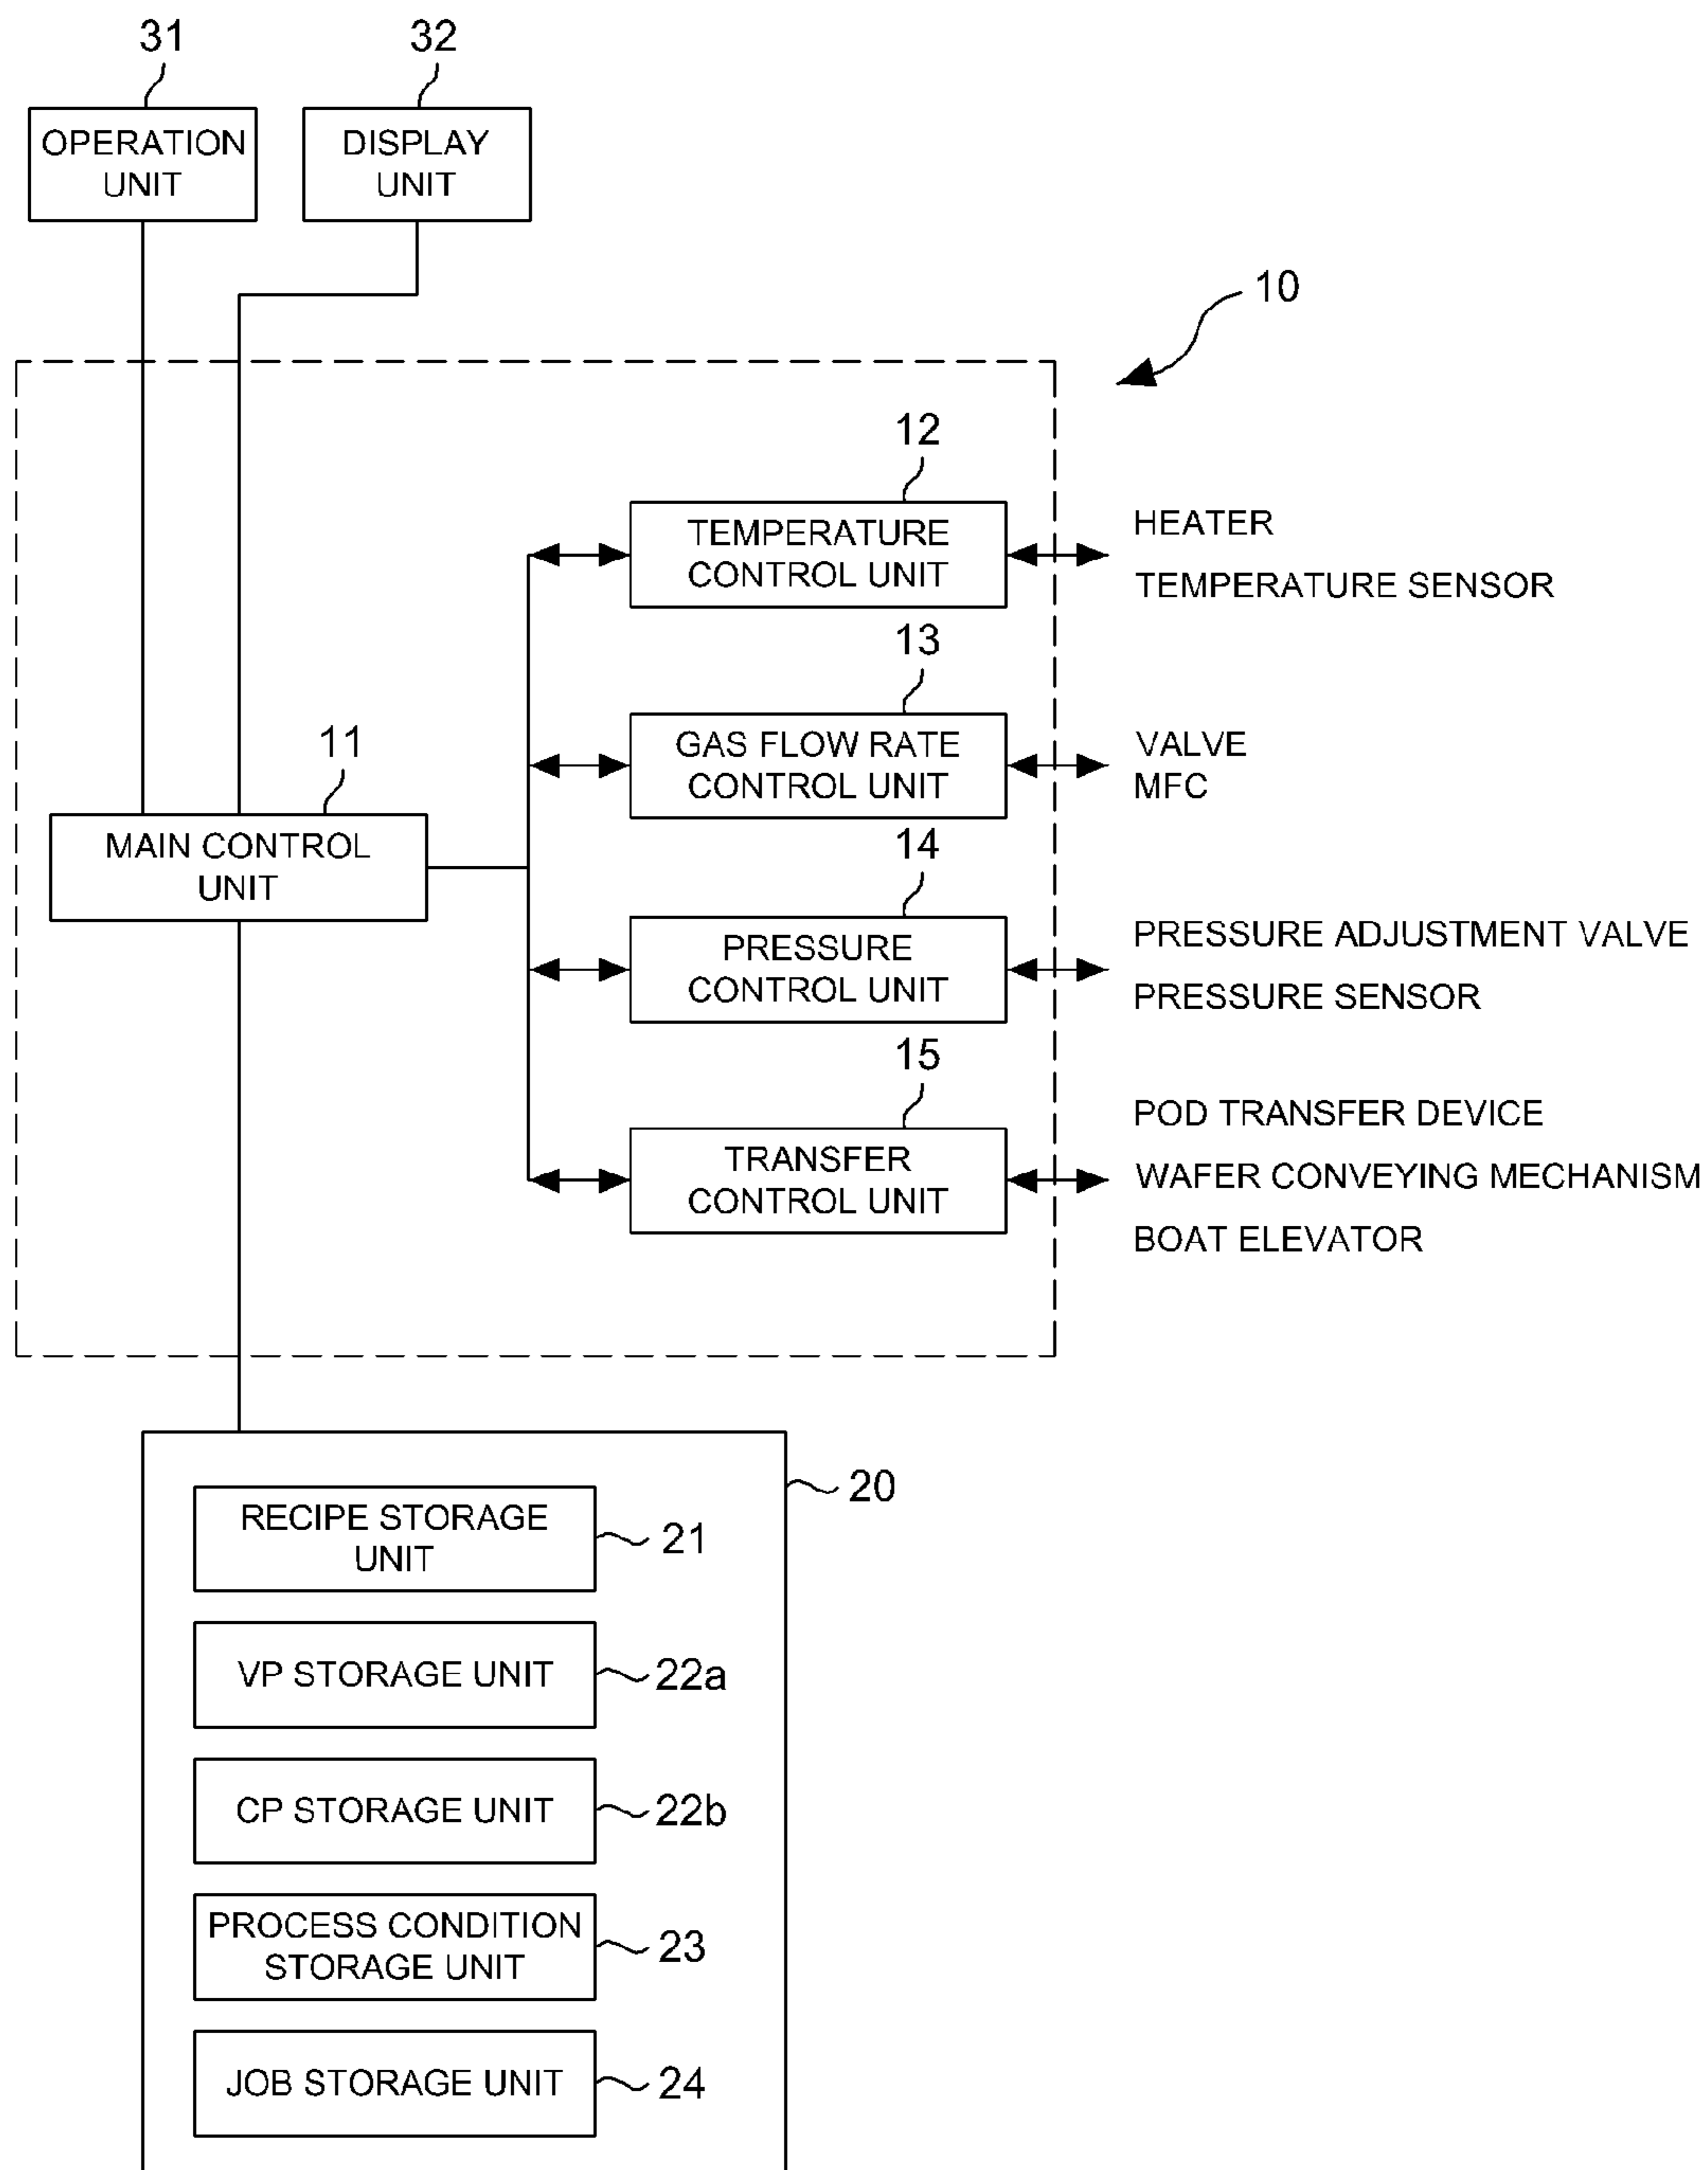 31
32
OPERATION
UNIT
DISPLAY
UNIT
10
12
TEMPERATURE
CONTROL UNIT
HEATER
TEMPERATURE SENSOR
13
GAS FLOW RATE
CONTROL UNIT
VALVE
MFC
11
MAIN CONTROL
UNIT
14
PRESSURE
CONTROL UNIT
PRESSURE ADJUSTMENT VALVE
PRESSURE SENSOR
15
TRANSFER
CONTROL UNIT
POD TRANSFER DEVICE
WAFER CONVEYING MECHANISM
BOAT ELEVATOR
20
RECIPE STORAGE
UNIT
21
VP STORAGE UNIT
22a
CP STORAGE UNIT
22b
PROCESS CONDITION
STORAGE UNIT
23
JOB STORAGE UNIT
24